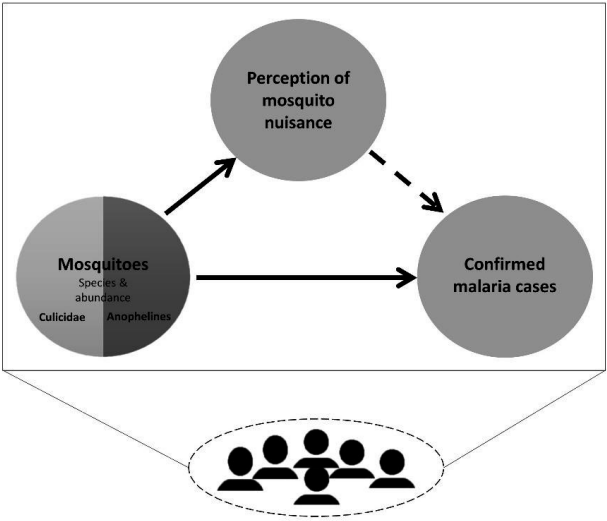 Perception of
mosquito
nuisance
Mosquitoes
Species &
abundance
Culicidae
Anophelines
Confirmed
malaria cases